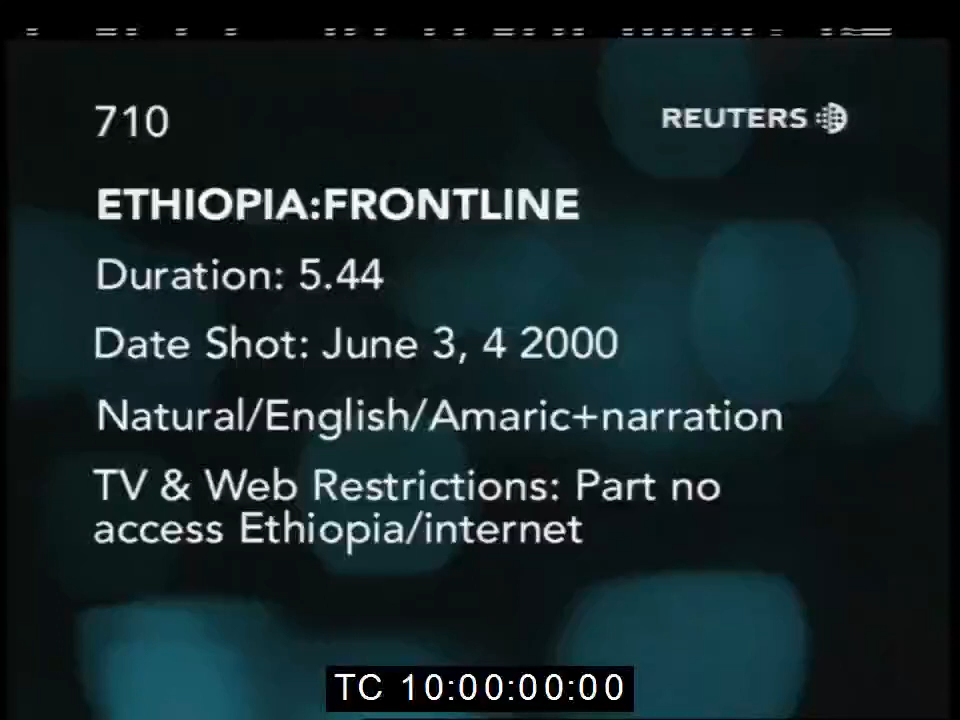 710
REUTERS
ETHIOPIA:FRONTLINE
Duration: 5.44
Date Shot: June 3, 4 2000
Natural/English/Amaric+narration
TV & Web Restrictions: Part no
access Ethiopia/internet
TC 10:00:00:00